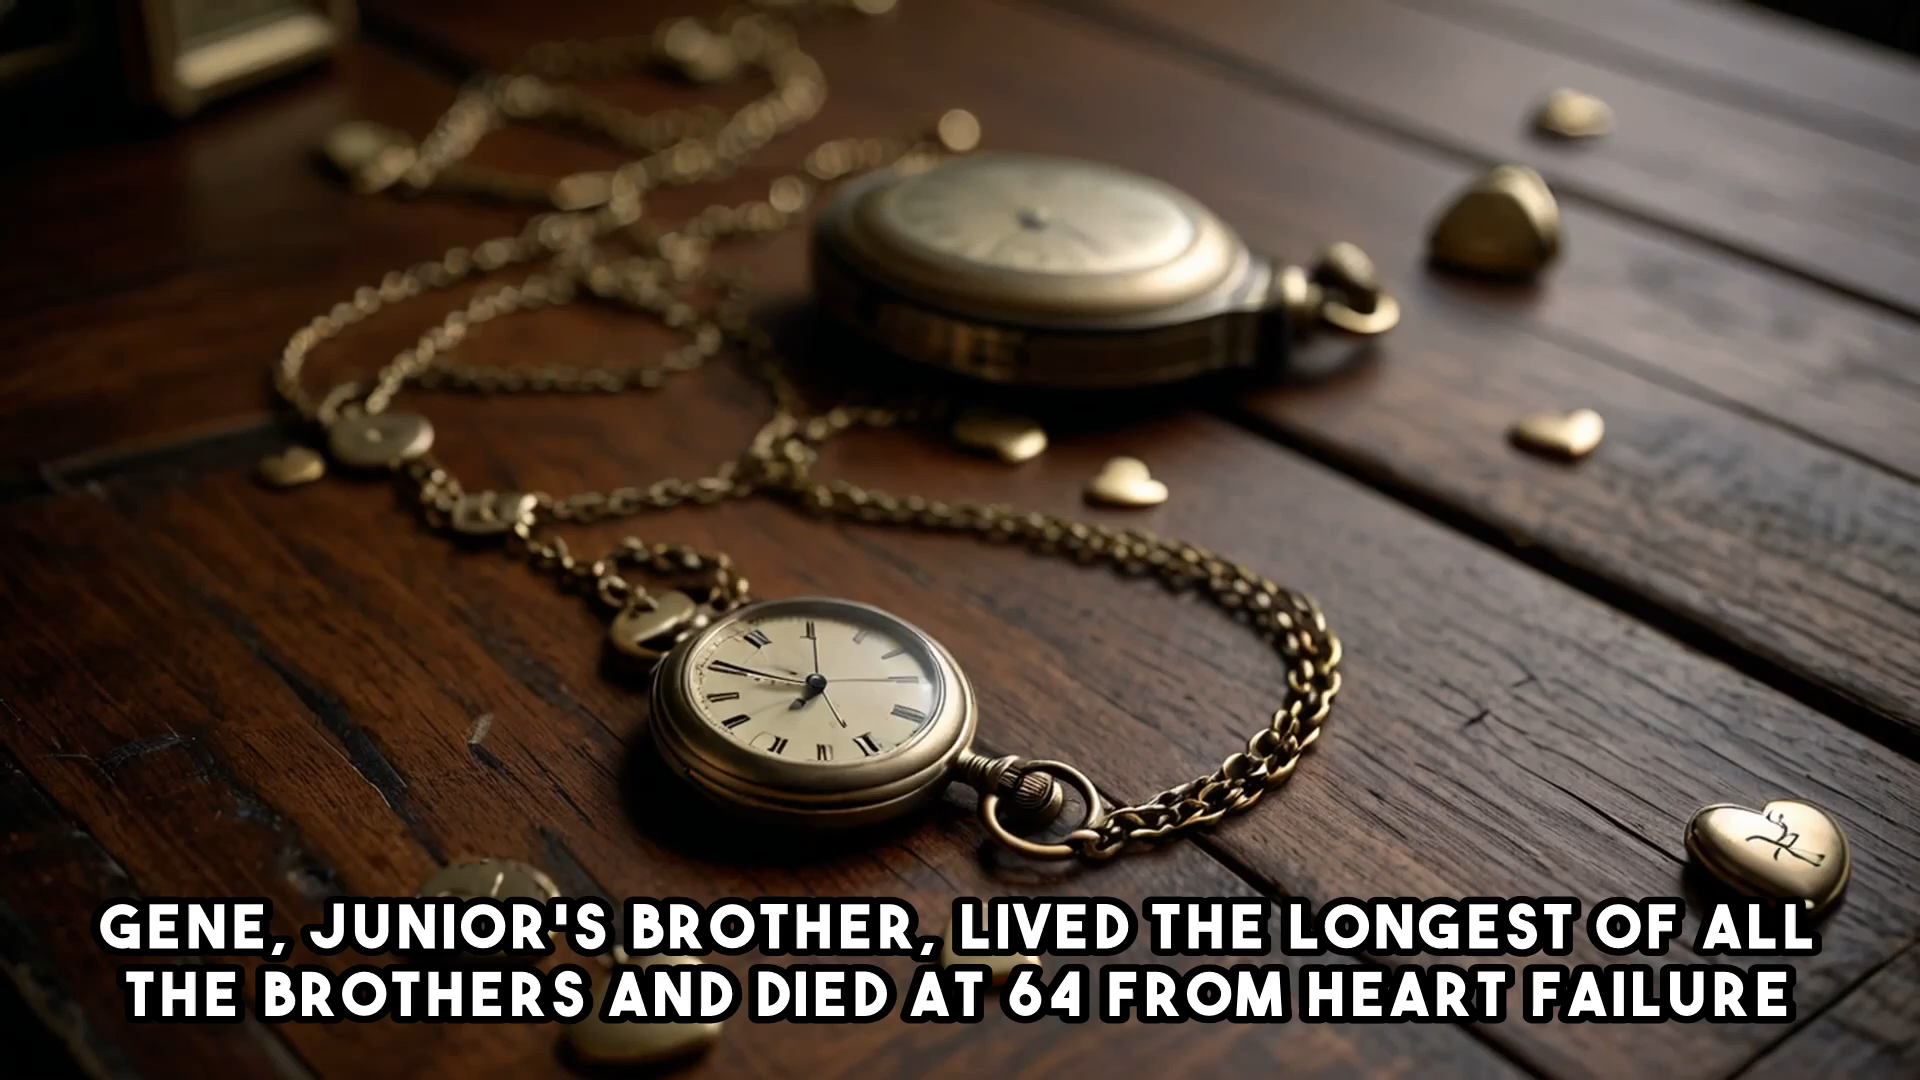 GENE, JUNIOR'S BROTHER, LIVED THE LONGEST OF ALL
THE BROTHERS AND DIED AT 64 FROM HEART FAILURE